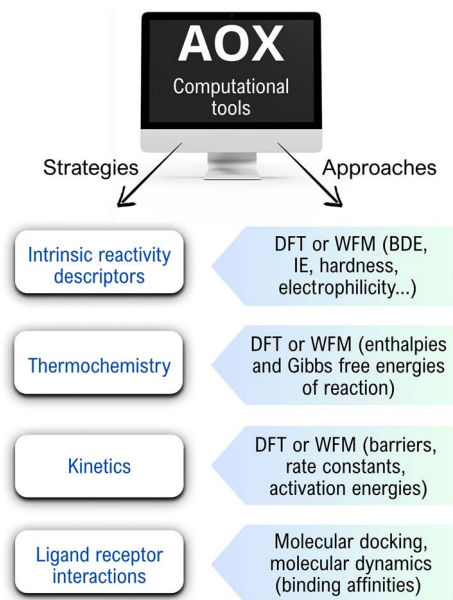 AOX
Computational
tools
Strategies
Approaches
Intrinsic reactivity
descriptors
DFT or WFM (BDE,
IE, hardness,
electrophilicity...)
Thermochemistry
DFT or WFM (enthalpies
and Gibbs free energies
of reaction)
Kinetics
DFT or WFM (barriers,
rate constants,
activation energies)
Ligand receptor
interactions
Molecular docking,
molecular dynamics
(binding affinities)